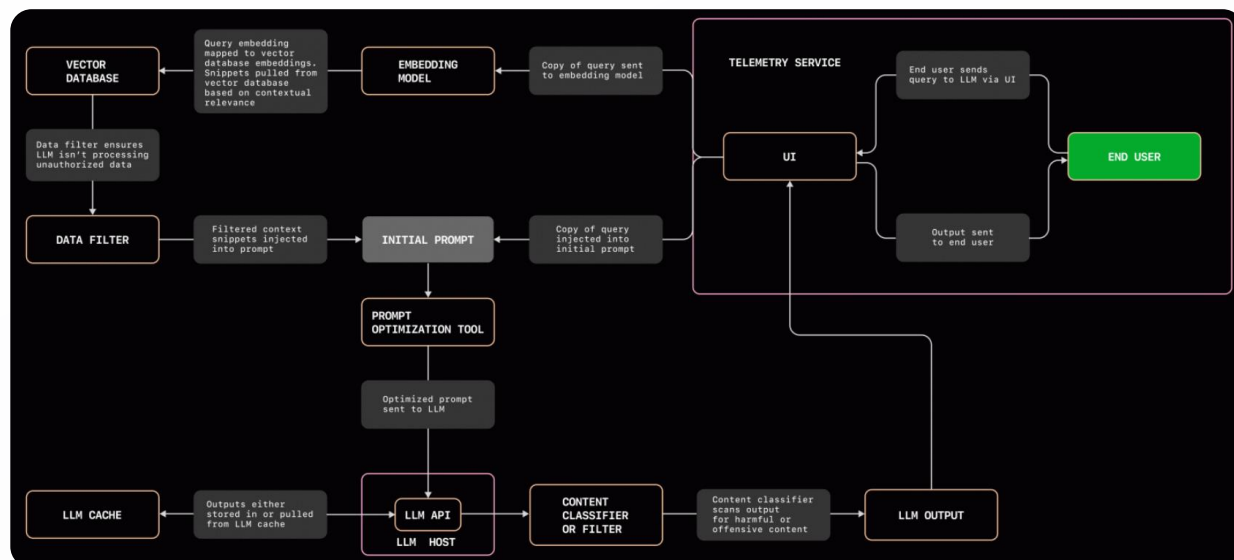 VECTOR
DATABASE
Query embedding
mapped to vector
database embeddings.
Snippets pulled from
vector database
based on contextual
relevance
EMBEDDING
MODEL
Copy of query sent
to embedding model
TELEMETRY SERVICE
End user sends
query to LLM via UI
UI
END USER
Output sent
to end user
Data filter ensures
LLM isn't processing
unauthorized data
DATA FILTER
Filtered context
snippets injected
into prompt
INITIAL PROMPT
Copy of query
injected into
initial prompt
PROMPT
OPTIMIZATION TOOL
Optimized prompt
sent to LLM
LLM CACHE
Outputs either
stored in or pulled
from LLM cache
LLM API
LLM HOST
CONTENT
CLASSIFIER
OR FILTER
Content classifier
scans output
for harmful or
offensive content
LLM OUTPUT